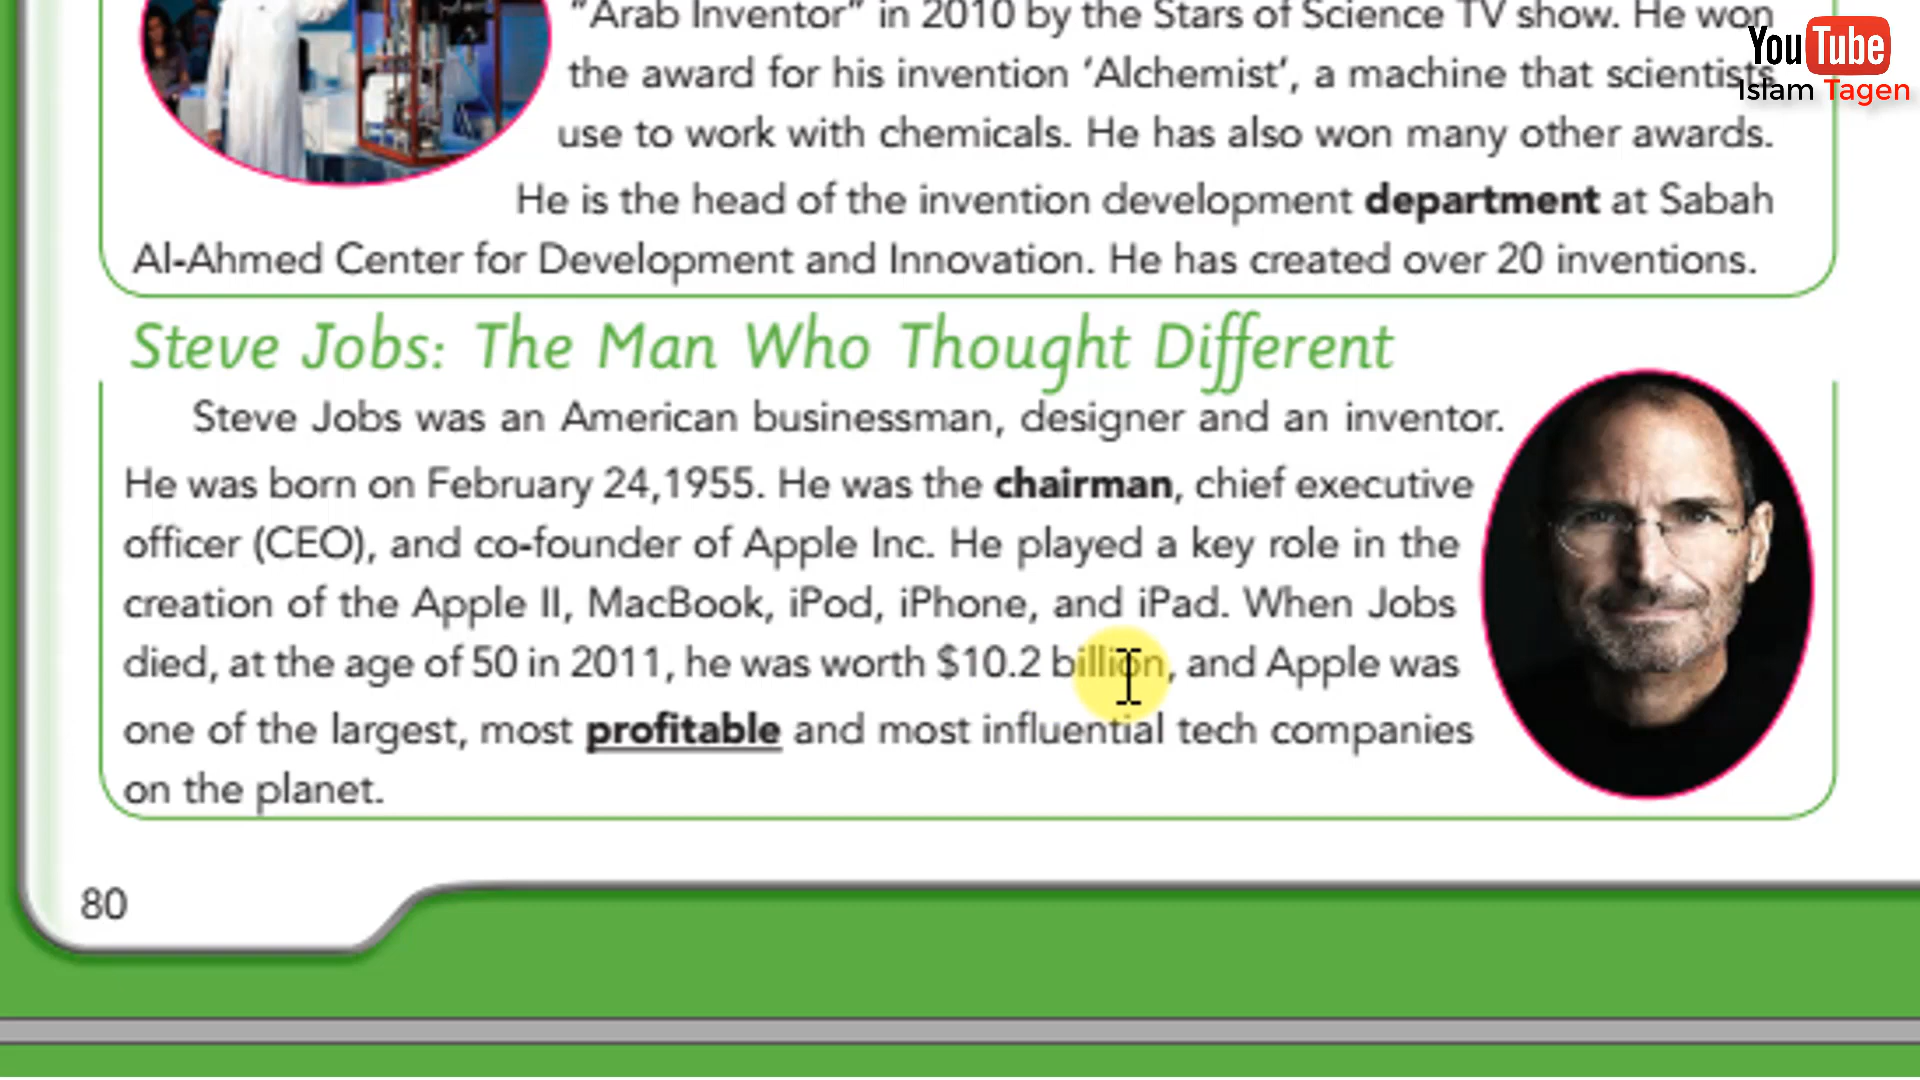 "Arab Inventor" in 2010 by the Stars of Science TV show. He won
the award for his invention 'Alchemist', a machine that scientists
use to work with chemicals. He has also won many other awards.
He is the head of the invention development department at Sabah
Al-Ahmed Center for Development and Innovation. He has created over 20 inventions.
Steve Jobs: The Man Who Thought Different
Steve Jobs was an American businessman, designer and an inventor.
He was born on February 24,1955. He was the chairman, chief executive
officer (CEO), and co-founder of Apple Inc. He played a key role in the
creation of the Apple II, MacBook, iPod, iPhone, and iPad. When Jobs
died, at the age of 50 in 2011, he was worth $10.2 billion, and Apple was
one of the largest, most profitable and most influential tech companies
on the planet.
80
YouTube
Islam Tagen